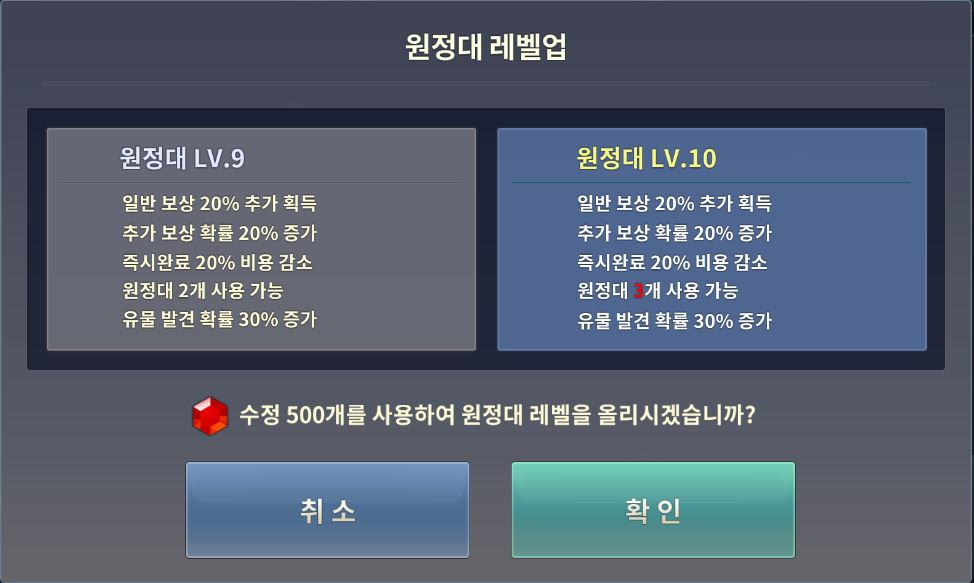 원정대 레벨업
원정대 LV.9
일반 보상 20% 추가 획득
추가 보상 확률 20% 증가
즉시완료 20% 비용 감소
원정대 2개 사용 가능
유물 발견 확률 30% 증가
원정대 LV.10
일반 보상 20% 추가 획득
추가 보상 확률 20% 증가
즉시완료 20% 비용 감소
원정대 3개 사용 가능
유물 발견 확률 30% 증가
수정 500개를 사용하여 원정대 레벨을 올리시겠습니까?
취 소
확 인